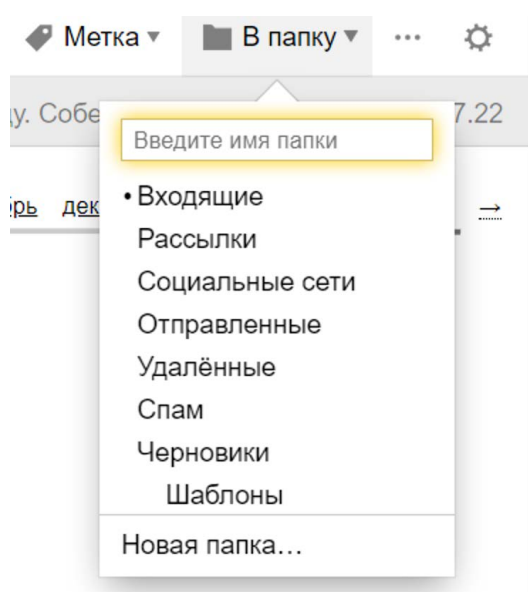 Метка ▾ В папку ▾ ...
у. Собе 7.22
Введите имя папки
брь дек →
• Входящие
Рассылки
Социальные сети
Отправленные
Удалённые
Спам
Черновики
Шаблоны
Новая папка...